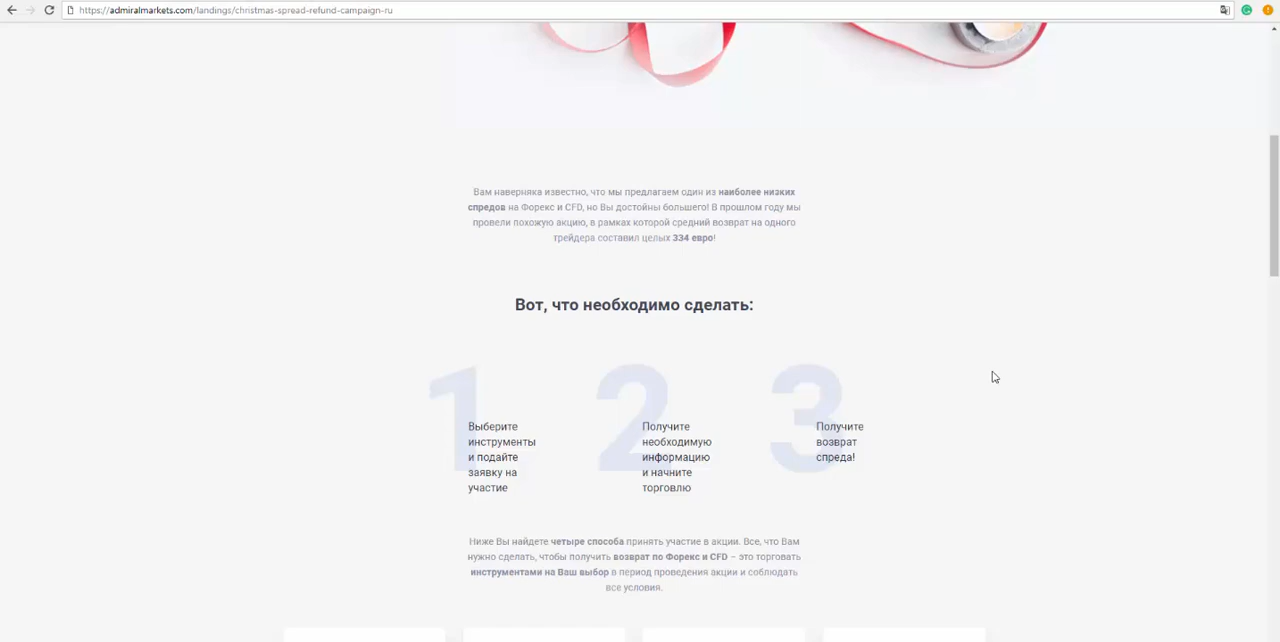 https://admiralmarkets.com/landings/christmas-spread-refund-campaign-ru
Вам наверняка известно, что мы предлагаем один из наиболее низких
спредов на Форекс и CFD, но Вы достойны большего! В прошлом году мы
провели похожую акцию, в рамках которой средний возврат на одного
трейдера составил целых 334 евро!
Вот, что необходимо сделать:
1
Выберите
инструменты
и подайте
заявку на
участие
2
Получите
необходимую
информацию
и начните
торговлю
3
Получите
возврат
спреда!
Ниже Вы найдете четыре способа принять участие в акции. Все, что Вам
нужно сделать, чтобы получить возврат по Форекс и CFD – это торговать
инструментами на Ваш выбор в период проведения акции и соблюдать
все условия.